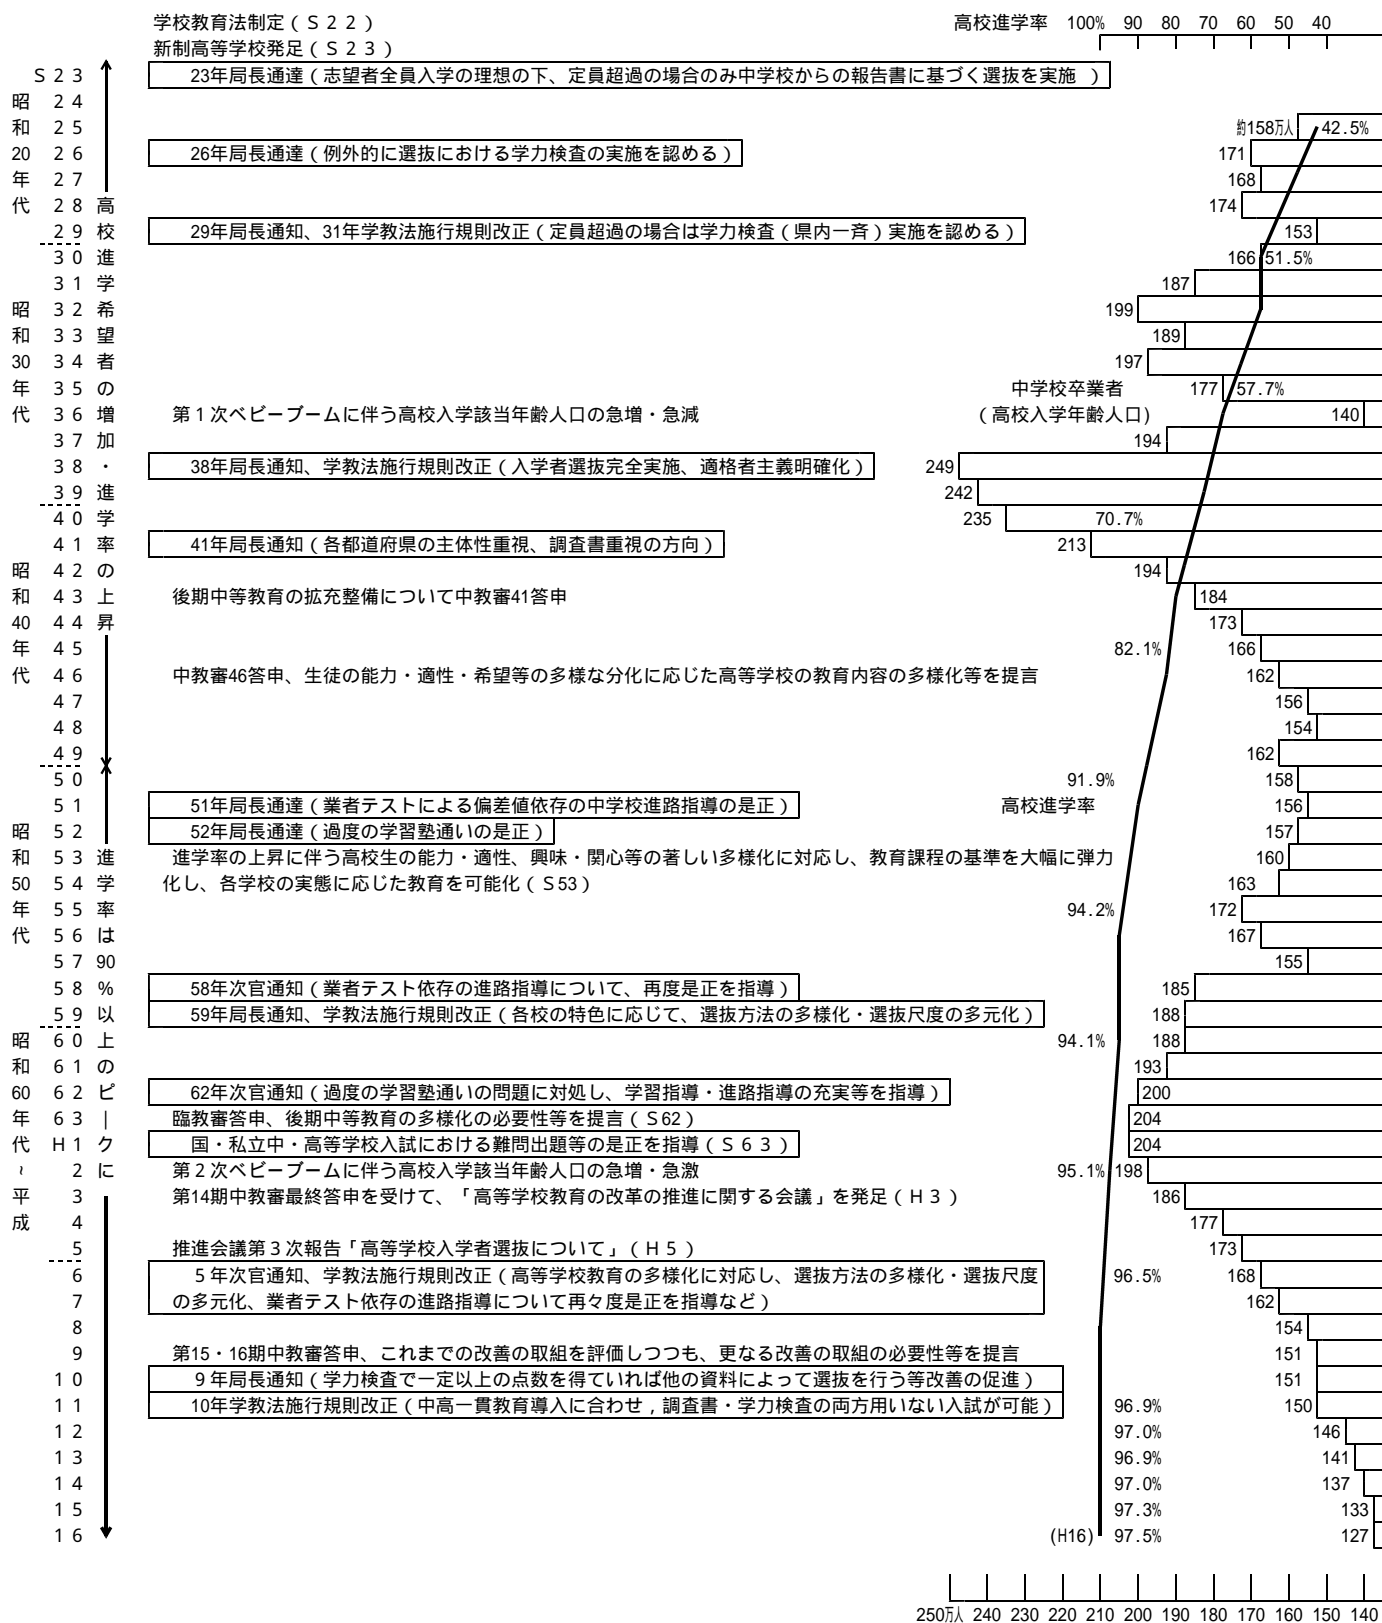 学校教育法制定(S22) 高校進学率 100% 90 80 70 60 50 40
新制高等学校発足(S23)
S23 23年局長通達(志望者全員入学の理想の下、定員超過の場合のみ中学校からの報告書に基づく選抜を実施 )
昭 24
和 25 約158万人 42.5%
20 26 26年局長通達(例外的に選抜における学力検査の実施を認める) 171
年 27 168
代 28 高 174
29 校 29年局長通知、31年学教法施行規則改正(定員超過の場合は学力検査(県内一斉)実施を認める) 153
30 進 166 51.5%
31 学 187
昭 32 希 199
和 33 望 189
30 34 者 197
年 35 の 中学校卒業者 177 57.7%
代 36 増 第1次ベビーブームに伴う高校入学該当年齢人口の急増・急減 (高校入学年齢人口) 140
37 加 194
38 ・ 38年局長通知、学教法施行規則改正(入学者選抜完全実施、適格者主義明確化) 249
39 進 242
40 学 235 70.7%
41 率 41年局長通知(各都道府県の主体性重視、調査書重視の方向) 213
昭 42 の 194
和 43 上 後期中等教育の拡充整備について中教審41答申 184
40 44 昇 173
年 45 82.1% 166
代 46 中教審46答申、生徒の能力・適性・希望等の多様な分化に応じた高等学校の教育内容の多様化等を提言 162
47 156
48 154
49 162
50 91.9% 158
51 51年局長通達(業者テストによる偏差値依存の中学校進路指導の是正) 高校進学率 156
昭 52 52年局長通達(過度の学習塾通いの是正) 157
和 53 進 進学率の上昇に伴う高校生の能力・適性、興味・関心等の著しい多様化に対応し、教育課程の基準を大幅に弾力 160
50 54 学 化し、各学校の実態に応じた教育を可能化(S53) 163
年 55 率 94.2% 172
代 56 は 167
57 90 155
58 % 58年次官通知(業者テスト依存の進路指導について、再度是正を指導) 185
59 以 59年局長通知、学教法施行規則改正(各校の特色に応じて、選抜方法の多様化・選抜尺度の多元化) 188
昭 60 上 94.1% 188
和 61 の 193
60 62 ピ 62年次官通知(過度の学習塾通いの問題に対処し、学習指導・進路指導の充実等を指導) 200
年 63 | 臨教審答申、後期中等教育の多様化の必要性等を提言(S62) 204
代 H1 ク 国・私立中・高等学校入試における難問出題等の是正を指導(S63) 204
~ 2 に 第2次ベビーブームに伴う高校入学該当年齢人口の急増・急激 95.1% 198
平 3 第14期中教審最終答申を受けて、「高等学校教育の改革の推進に関する会議」を発足(H3) 186
成 4 177
5 推進会議第3次報告「高等学校入学者選抜について」(H5) 173
6 5年次官通知、学教法施行規則改正(高等学校教育の多様化に対応し、選抜方法の多様化・選抜尺度 96.5% 168
7 の多元化、業者テスト依存の進路指導について再々度是正を指導など) 162
8 154
9 第15・16期中教審答申、これまでの改善の取組を評価しつつも、更なる改善の取組の必要性等を提言 151
10 9年局長通知(学力検査で一定以上の点数を得ていれば他の資料によって選抜を行う等改善の促進) 151
11 10年学教法施行規則改正(中高一貫教育導入に合わせ,調査書・学力検査の両方用いない入試が可能) 96.9% 150
12 97.0% 146
13 96.9% 141
14 97.0% 137
15 97.3% 133
16 (H16) 97.5% 127
250万人 240 230 220 210 200 190 180 170 160 150 140